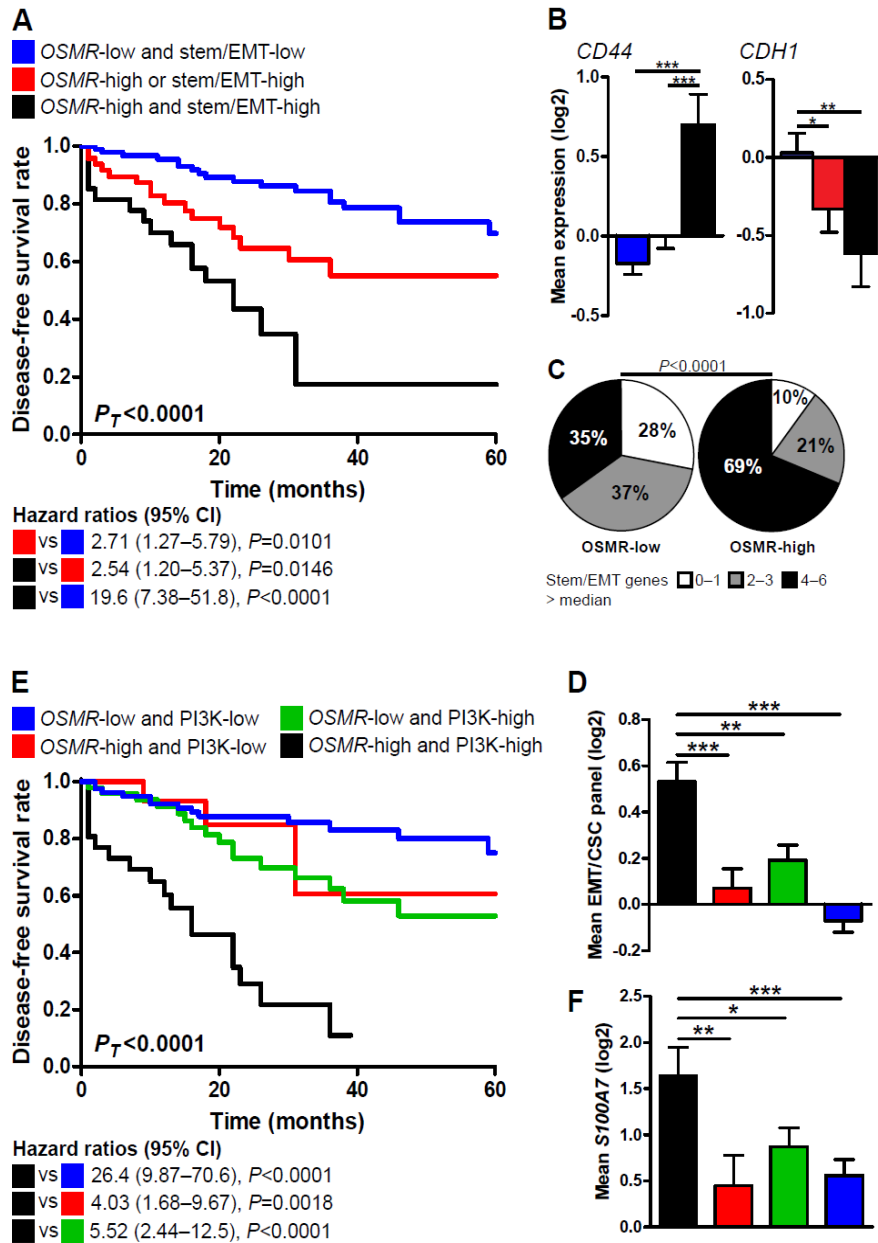 A
OSMR-low and stem/EMT-low
OSMR-high or stem/EMT-high
OSMR-high and stem/EMT-high
Disease-free survival rate
1.0
0.8
0.6
0.4
0.2
0.0
P_T<0.0001
0 20 40 60
Time (months)
Hazard ratios (95% CI)
vs 2.71 (1.27–5.79), P=0.0101
vs 2.54 (1.20–5.37), P=0.0146
vs 19.6 (7.38–51.8), P<0.0001
B
CD44
Mean expression (log2)
1.0
0.5
0.0
-0.5
***
***
CDH1
0.5
0.0
-0.5
-1.0
**
*
C
P<0.0001
35%
28%
37%
OSMR-low
10%
21%
69%
OSMR-high
Stem/EMT genes 0–1 2–3 4–6
> median
E
OSMR-low and PI3K-low
OSMR-high and PI3K-low
OSMR-low and PI3K-high
OSMR-high and PI3K-high
Disease-free survival rate
1.0
0.8
0.6
0.4
0.2
0.0
P_T<0.0001
0 20 40 60
Time (months)
Hazard ratios (95% CI)
vs 26.4 (9.87–70.6), P<0.0001
vs 4.03 (1.68–9.67), P=0.0018
vs 5.52 (2.44–12.5), P<0.0001
D
Mean EMT/CSC panel (log2)
0.8
0.6
0.4
0.2
0.0
-0.2
***
**
***
F
Mean S100A7 (log2)
2.5
2.0
1.5
1.0
0.5
0.0
***
*
**